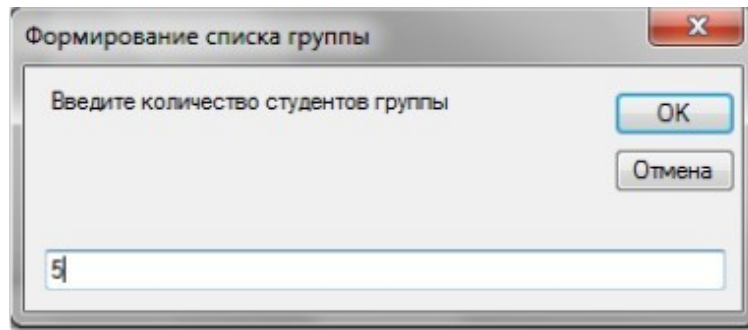 Формирование списка группы
Введите количество студентов группы
OK
Отмена
5